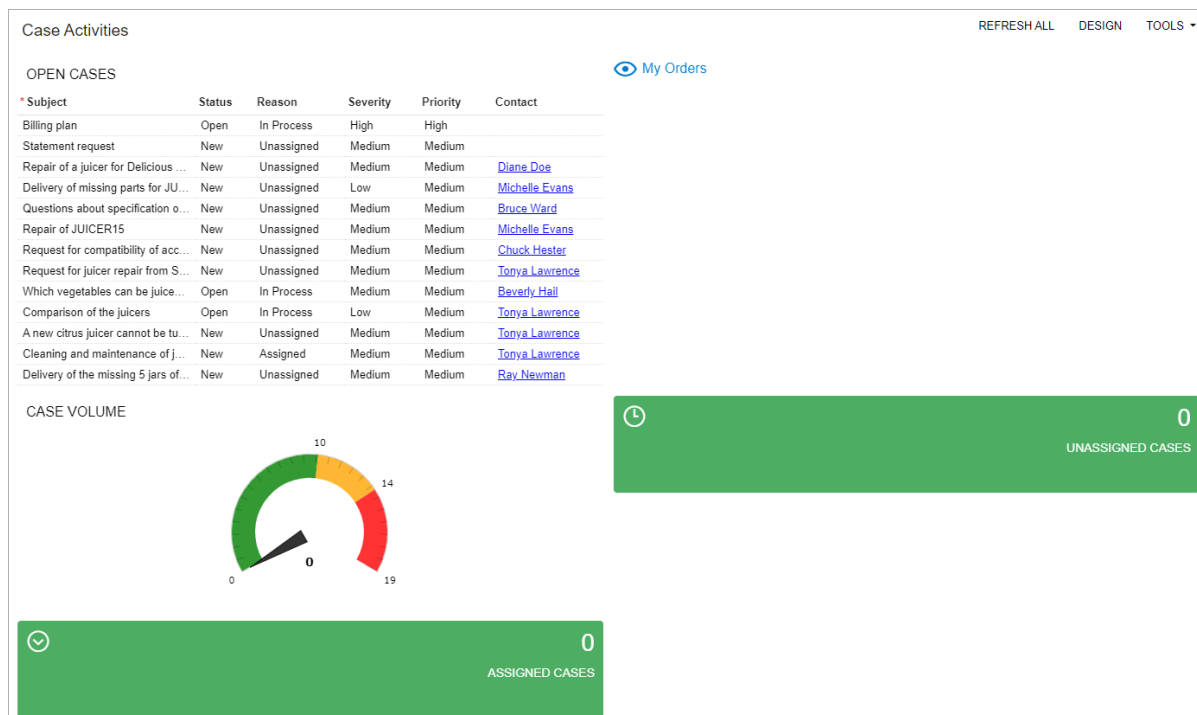 Case Activities
REFRESH ALL DESIGN TOOLS
OPEN CASES
My Orders
* Subject Status Reason Severity Priority Contact
Billing plan Open In Process High High
Statement request New Unassigned Medium Medium
Repair of a juicer for Delicious ... New Unassigned Medium Medium Diane Doe
Delivery of missing parts for JU... New Unassigned Low Medium Michelle Evans
Questions about specification o... New Unassigned Medium Medium Bruce Ward
Repair of JUICER15 New Unassigned Medium Medium Michelle Evans
Request for compatibility of acc... New Unassigned Medium Medium Chuck Hester
Request for juicer repair from S... New Unassigned Medium Medium Tonya Lawrence
Which vegetables can be juice... Open In Process Medium Medium Beverly Hail
Comparison of the juicers Open In Process Low Medium Tonya Lawrence
A new citrus juicer cannot be tu... New Unassigned Medium Medium Tonya Lawrence
Cleaning and maintenance of j... New Assigned Medium Medium Tonya Lawrence
Delivery of the missing 5 jars of... New Unassigned Medium Medium Ray Newman
CASE VOLUME
10
14
0
0
19
0
UNASSIGNED CASES
0
ASSIGNED CASES